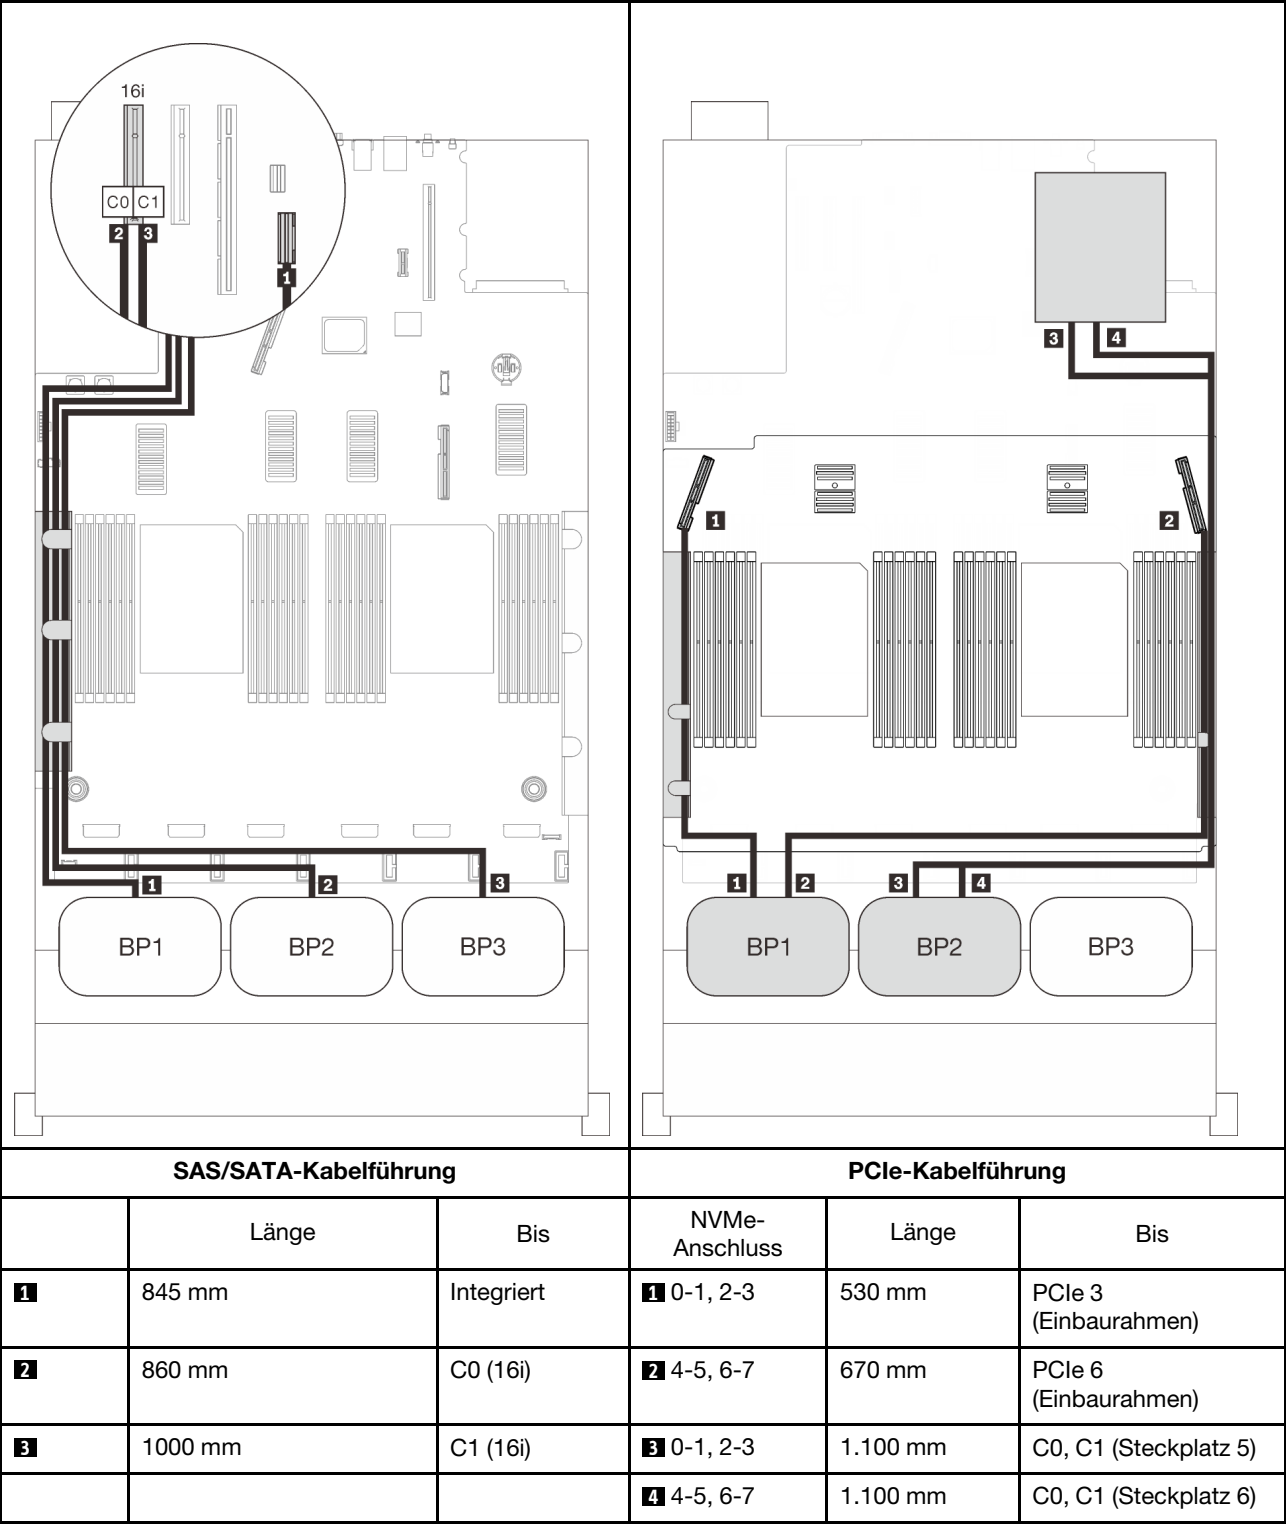 16i
C0 C1
2 3
1
1
2
3
BP1
BP2
BP3
3
4
1
2
1
2
3
4
BP1
BP2
BP3
SAS/SATA-Kabelführung
PCIe-Kabelführung
Länge
Bis
NVMe-
Anschluss
Länge
Bis
1
845 mm
Integriert
1 0-1, 2-3
530 mm
PCIe 3
(Einbaurahmen)
2
860 mm
C0 (16i)
2 4-5, 6-7
670 mm
PCIe 6
(Einbaurahmen)
3
1000 mm
C1 (16i)
3 0-1, 2-3
1.100 mm
C0, C1 (Steckplatz 5)
4 4-5, 6-7
1.100 mm
C0, C1 (Steckplatz 6)